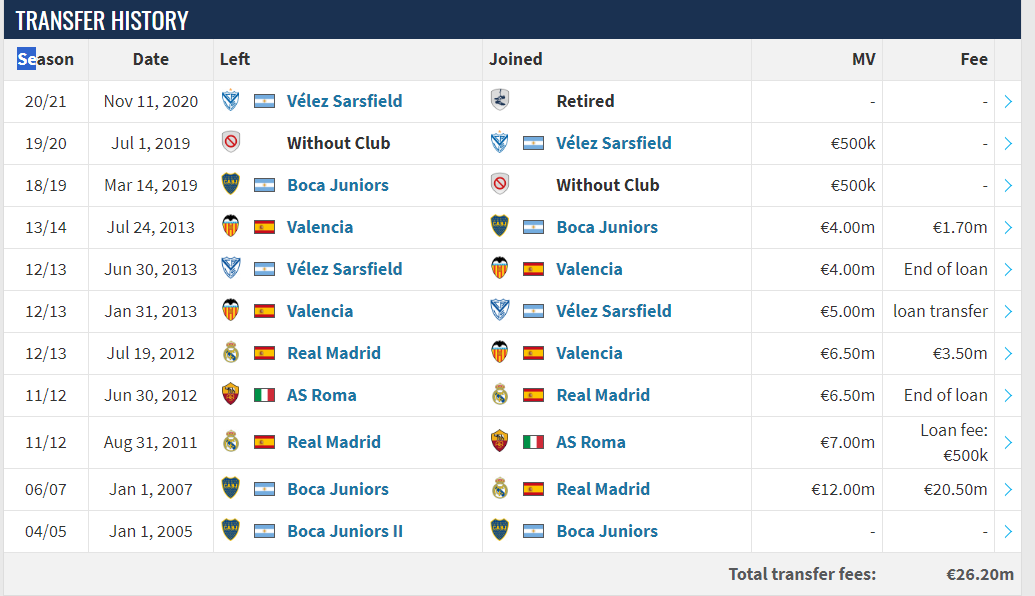 TRANSFER HISTORY
Season Date Left Joined MV Fee
20/21 Nov 11, 2020 Vélez Sarsfield Retired - -
19/20 Jul 1, 2019 Without Club Vélez Sarsfield €500k -
18/19 Mar 14, 2019 Boca Juniors Without Club €500k -
13/14 Jul 24, 2013 Valencia Boca Juniors €4.00m €1.70m
12/13 Jun 30, 2013 Vélez Sarsfield Valencia €4.00m End of loan
12/13 Jan 31, 2013 Valencia Vélez Sarsfield €5.00m loan transfer
12/13 Jul 19, 2012 Real Madrid Valencia €6.50m €3.50m
11/12 Jun 30, 2012 AS Roma Real Madrid €6.50m End of loan
11/12 Aug 31, 2011 Real Madrid AS Roma €7.00m Loan fee:
€500k
06/07 Jan 1, 2007 Boca Juniors Real Madrid €12.00m €20.50m
04/05 Jan 1, 2005 Boca Juniors II Boca Juniors - -
Total transfer fees: €26.20m